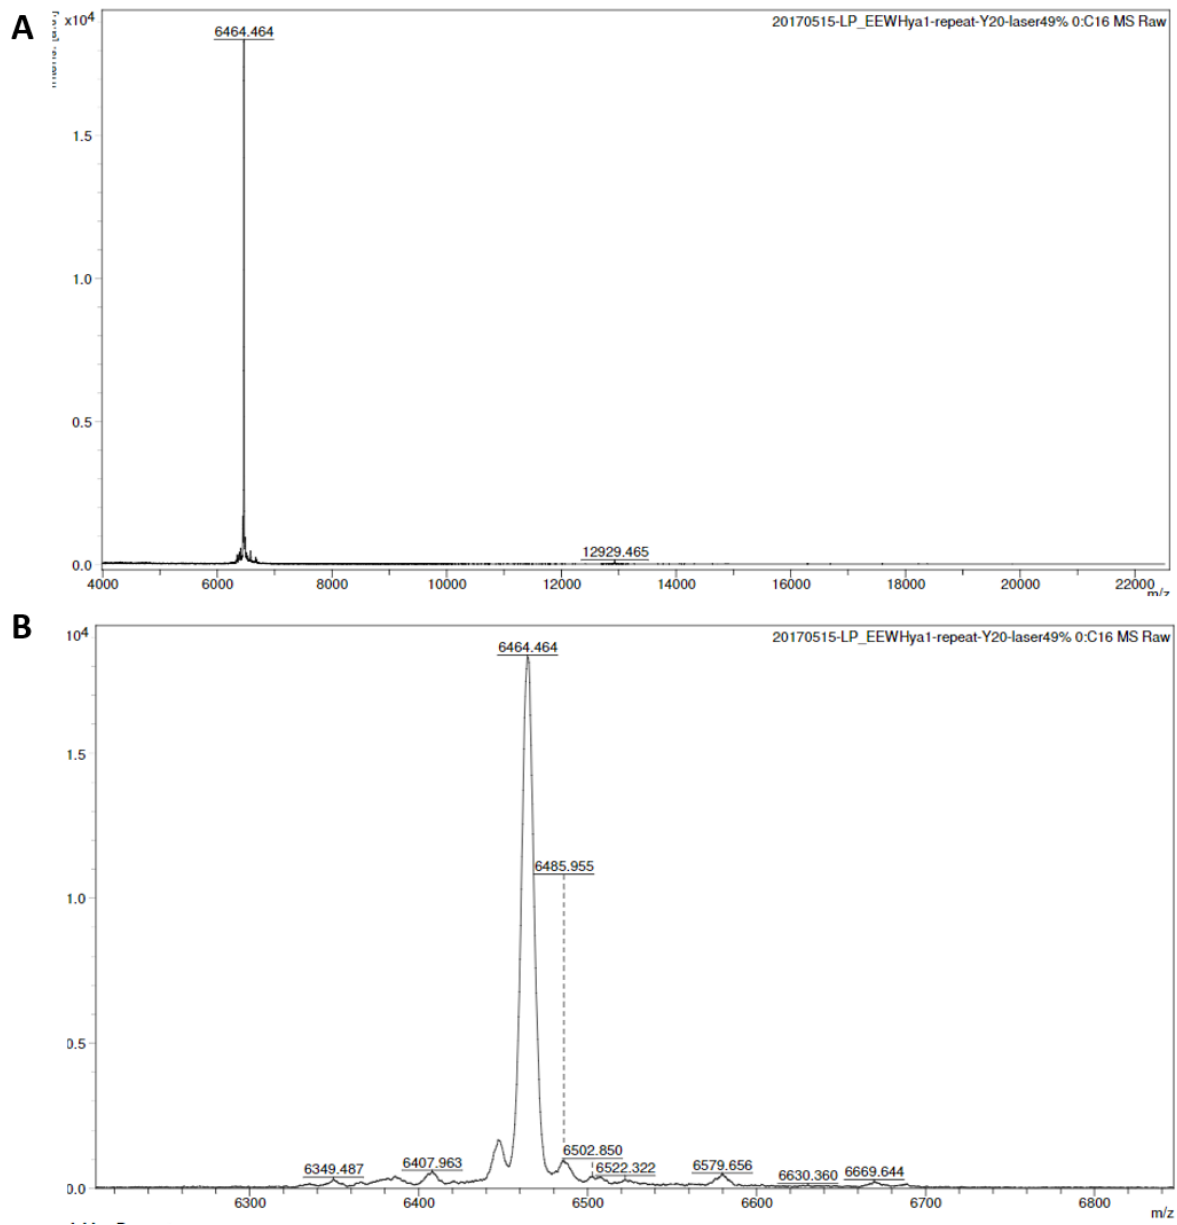 A
x10⁴
20170515-LP_EEWHya1-repeat-Y20-laser49% 0:C16 MS Raw
6464.464
1.5
1.0
0.5
12929.465
0.0
4000 6000 8000 10000 12000 14000 16000 18000 20000 22000
m/z
B
10⁴
20170515-LP_EEWHya1-repeat-Y20-laser49% 0:C16 MS Raw
6464.464
1.5
6485.955
1.0
0.5
6502.850
6349.487 6407.963 6522.322 6579.656 6630.360 6669.644
0.0
6300 6400 6500 6600 6700 6800
m/z